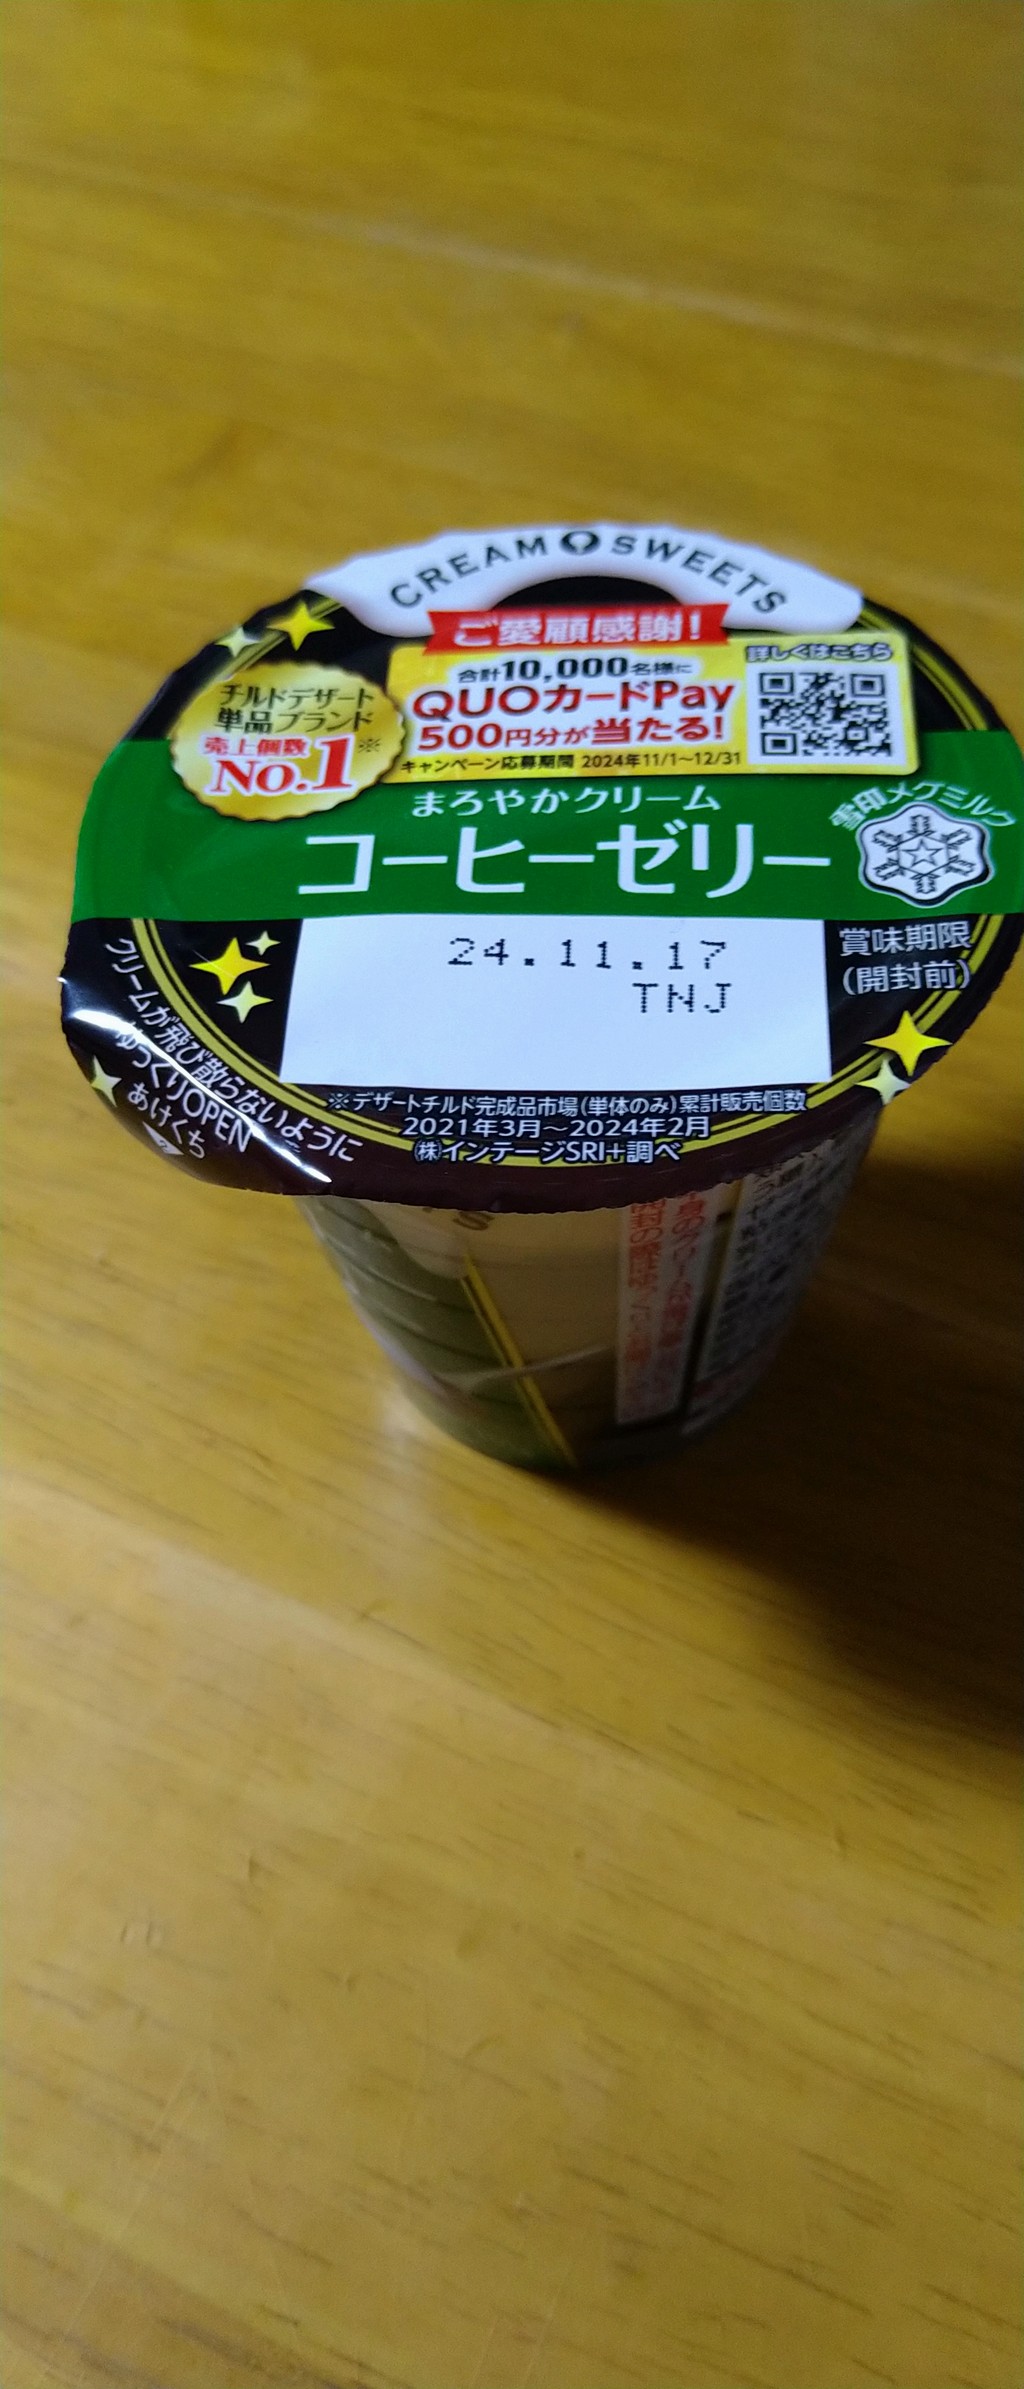 CREAM SWEETS
ご愛顧感謝!
合計10,000名様に
QUOカードPay
500円分が当たる!
キャンペーン応募期間 2024年11/1〜12/31
詳しくはこちら
チルドデザート
単品ブランド
売上個数※
No.1
まろやかクリーム
コーヒーゼリー
雪印メグミルク
24.11.17
TNJ
賞味期限
(開封前)
クリームが飛び散らないように
ゆっくりOPEN
あけくち
※デザートチルド完成品市場(単体のみ)累計販売個数
2021年3月〜2024年2月
㈱インテージSRI+調べ